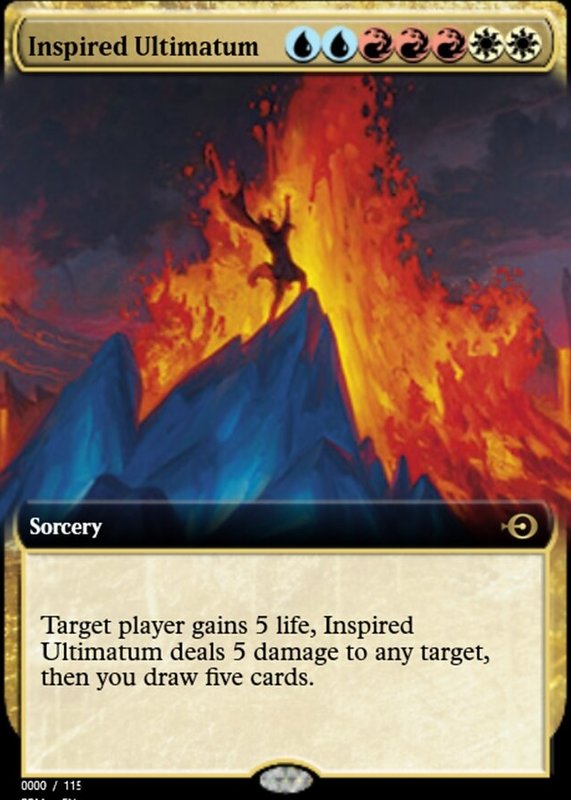 Inspired Ultimatum
Sorcery
Target player gains 5 life, Inspired
Ultimatum deals 5 damage to any target,
then you draw five cards.
0000 / 115